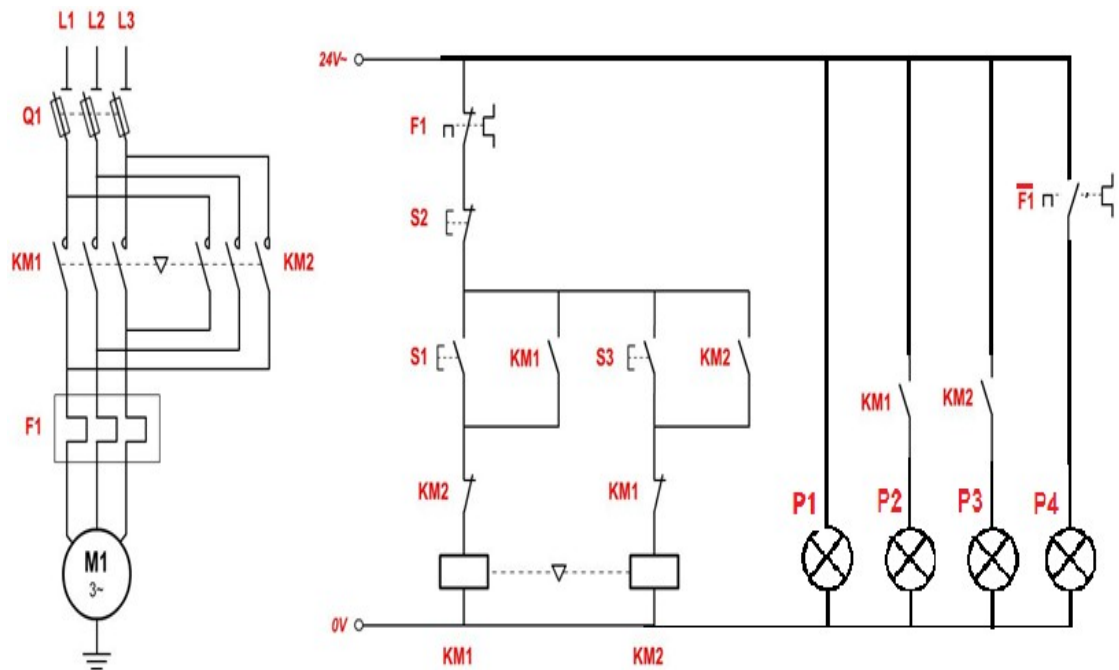 L1 L2 L3
Q1
KM1 KM2
F1
M1
3~
24V~
F1
S2
S1 KM1 S3 KM2
KM2 KM1
0V
KM1 KM2
F1
KM1 KM2
P1 P2 P3 P4